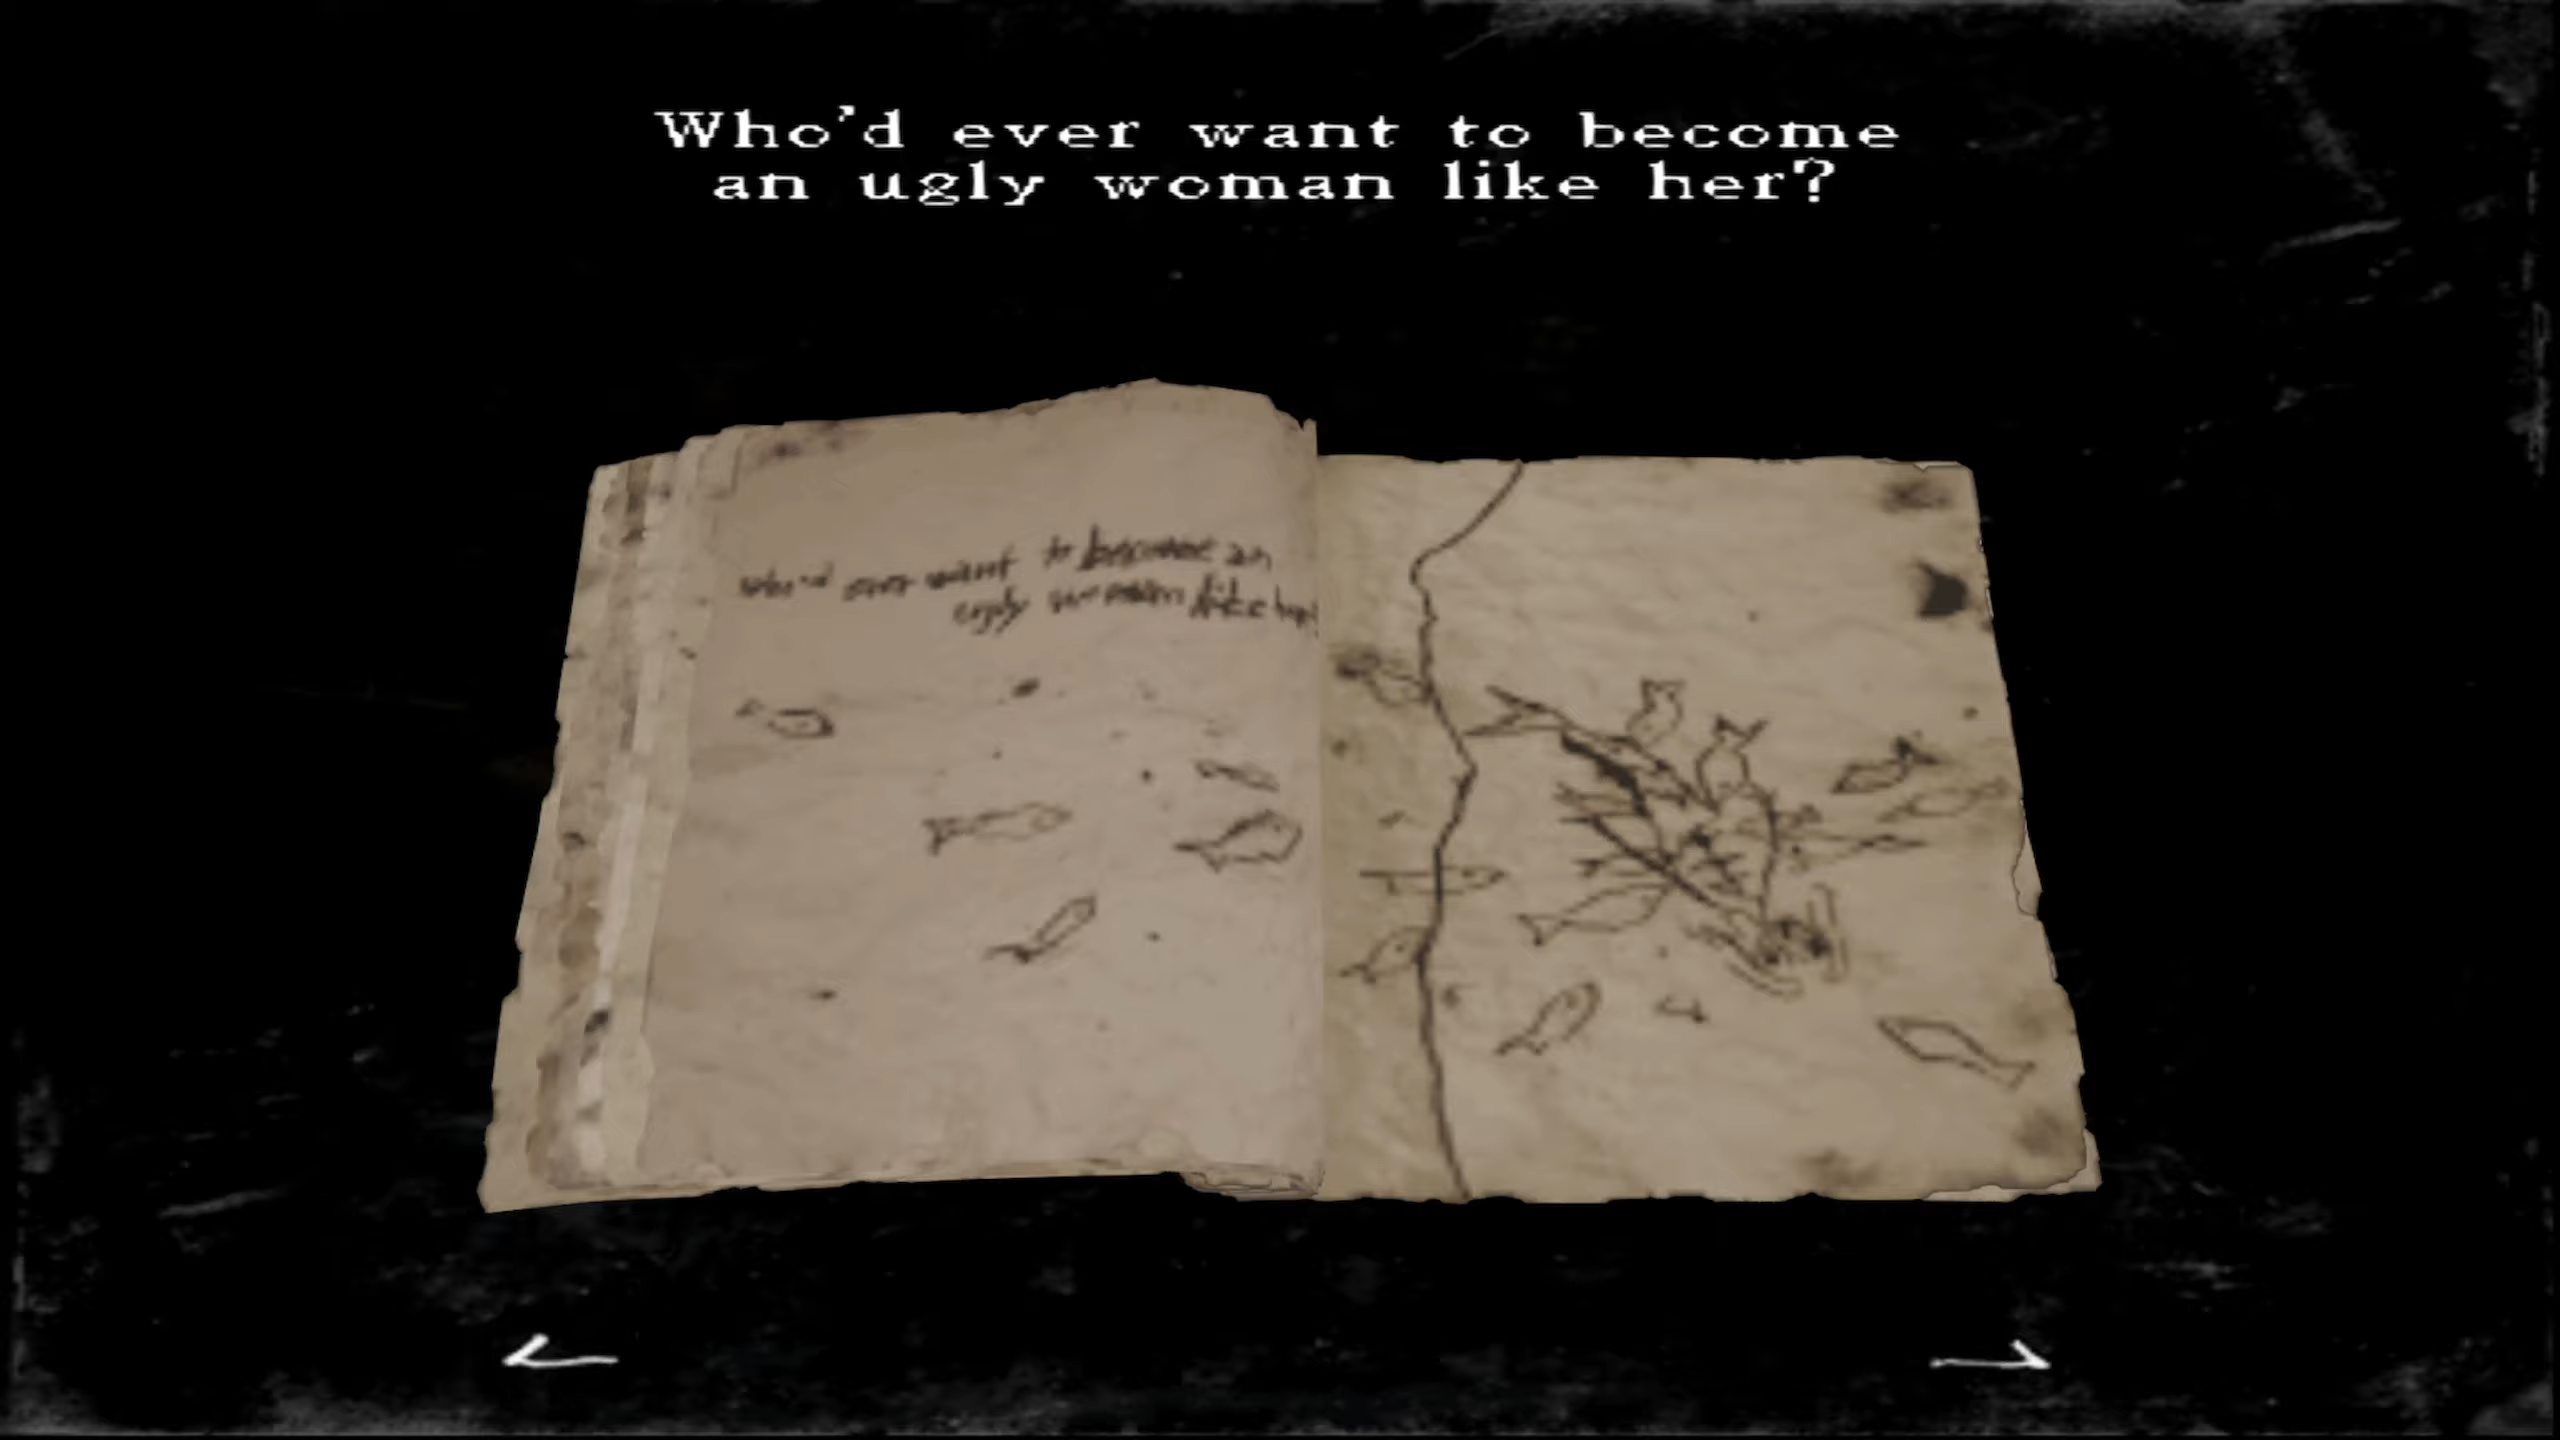 Who'd ever want to become
an ugly woman like her?
who'd ever want to become an
ugly woman like her?